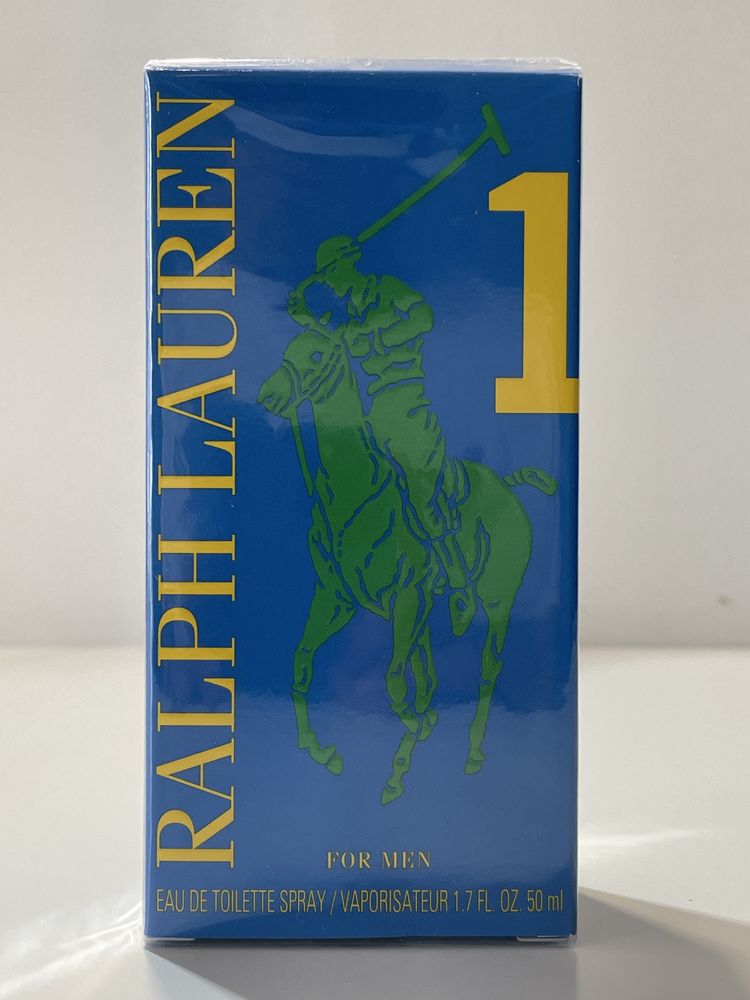 RALPH LAUREN
1
FOR MEN
EAU DE TOILETTE SPRAY / VAPORISATEUR 1.7 FL. OZ. 50 ml